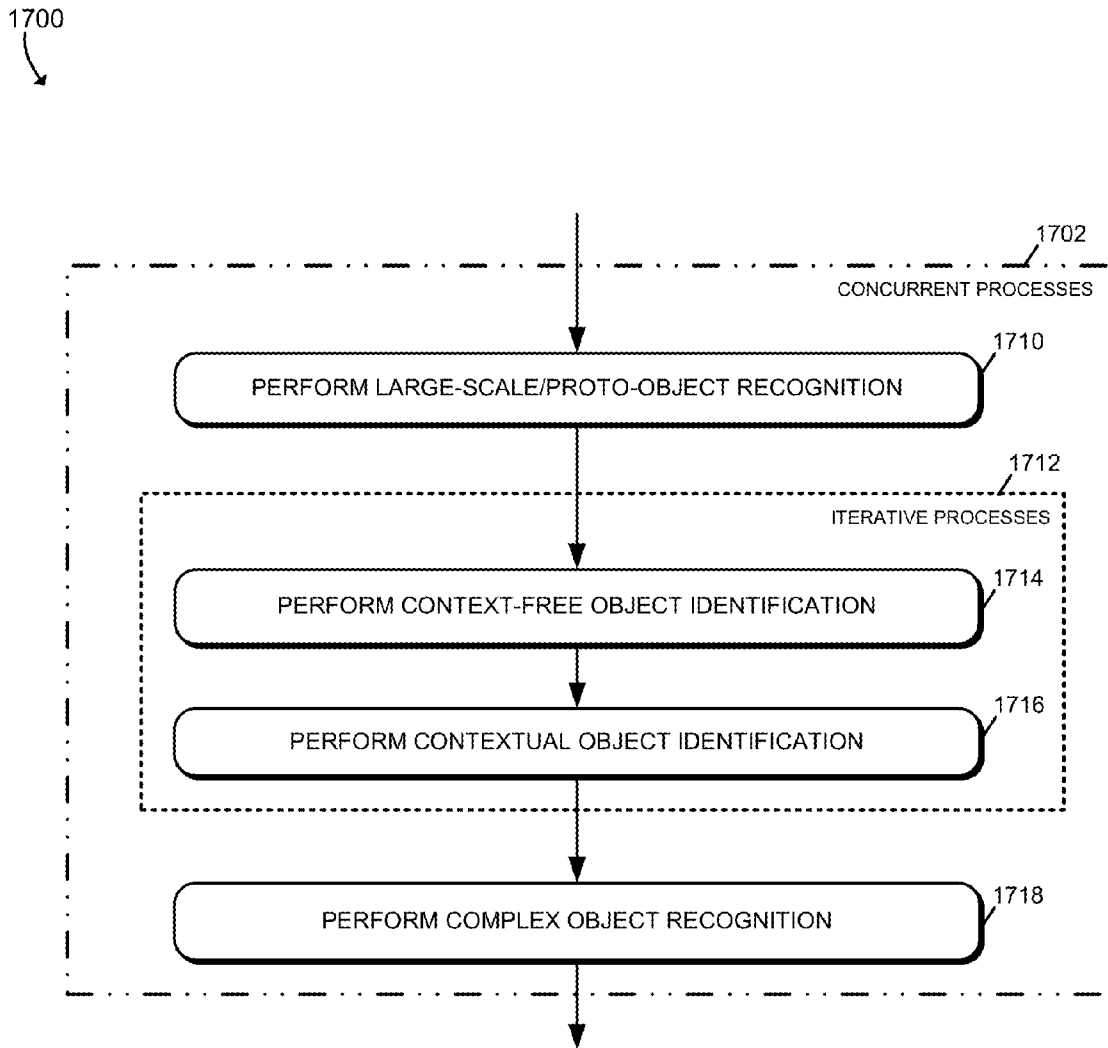 1700
1702
CONCURRENT PROCESSES
1710
PERFORM LARGE-SCALE/PROTO-OBJECT RECOGNITION
1712
ITERATIVE PROCESSES
1714
PERFORM CONTEXT-FREE OBJECT IDENTIFICATION
1716
PERFORM CONTEXTUAL OBJECT IDENTIFICATION
1718
PERFORM COMPLEX OBJECT RECOGNITION